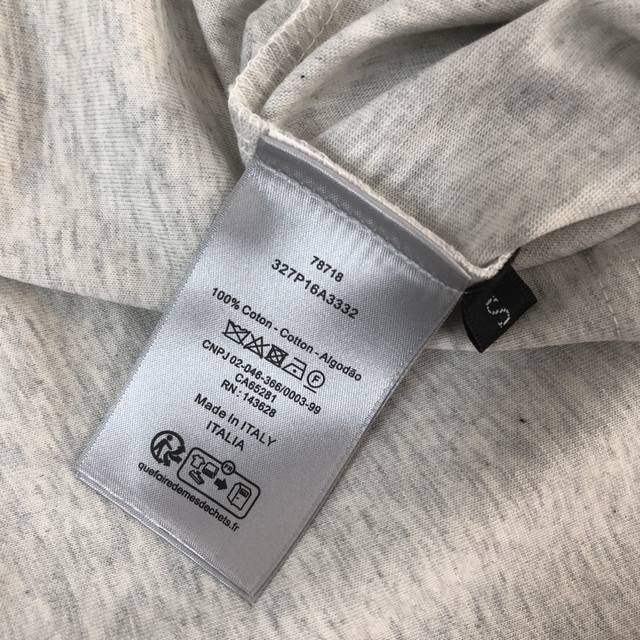 78718
327P16A3332
100% Coton - Cotton - Algodão
CNPJ 02-046-366/0003-99
CA65281
RN: 143628
Made in ITALY
ITALIA
quefairedemesdechets.fr
S